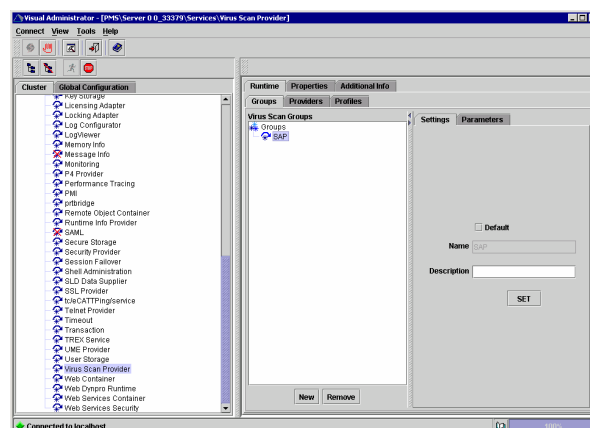 Visual Administrator - [PMS\Server 0 0_33379\Services\Virus Scan Provider]
Connect View Tools Help
Cluster Global Configuration
Key Storage
Licensing Adapter
Locking Adapter
Log Configurator
LogViewer
Memory Info
Message Info
Monitoring
P4 Provider
Performance Tracing
PMI
prtbridge
Remote Object Container
Runtime Info Provider
SAML
Secure Storage
Security Provider
Session Failover
Shell Administration
SLD Data Supplier
SSL Provider
tc/eCATTPing/service
Telnet Provider
Timeout
Transaction
TREX Service
UME Provider
User Storage
Virus Scan Provider
Web Container
Web Dynpro Runtime
Web Services Container
Web Services Security
Runtime Properties Additional Info
Groups Providers Profiles
Virus Scan Groups
Groups
SAP
New Remove
Settings Parameters
Default
Name SAP
Description
SET
Connected to localhost
100%